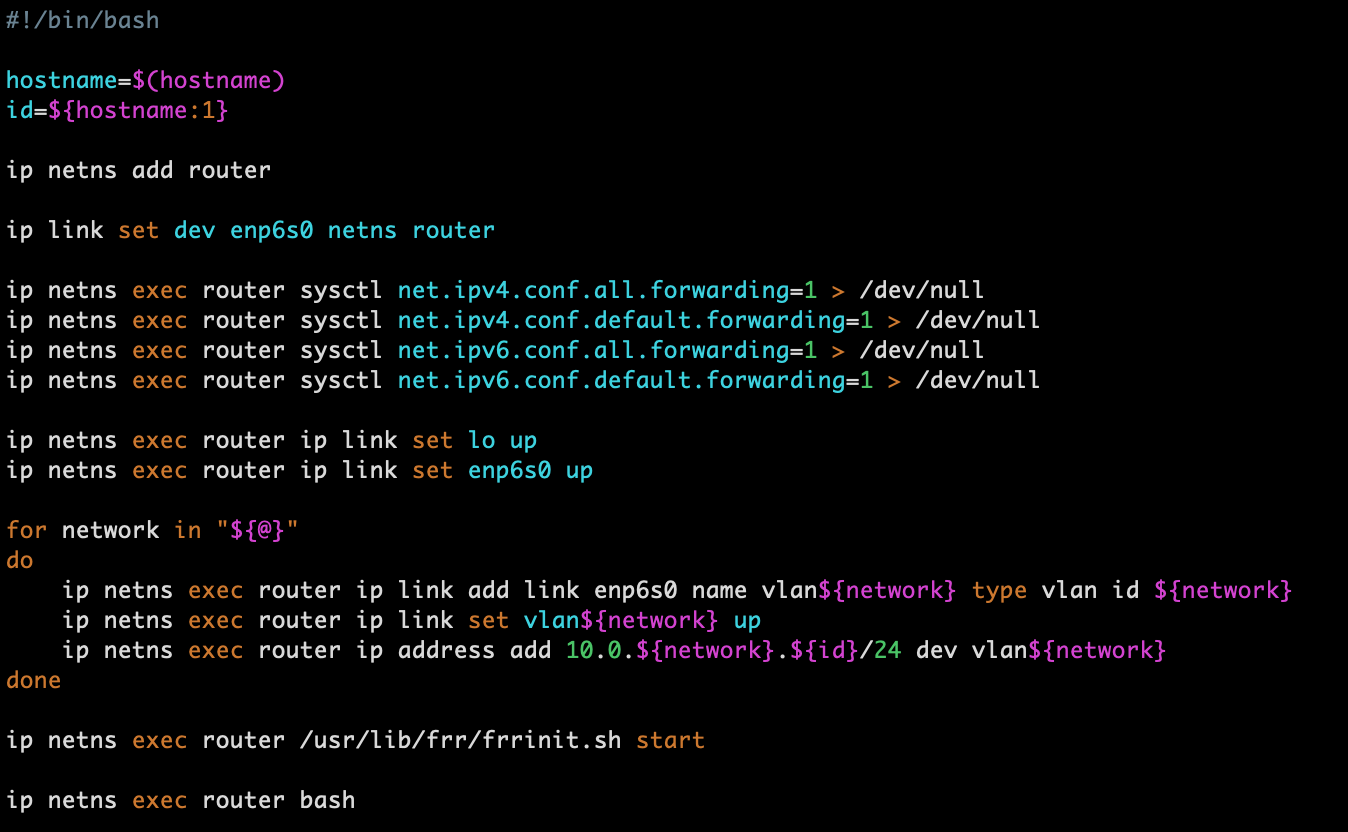 #!/bin/bash

hostname=$(hostname)
id=${hostname:1}

ip netns add router

ip link set dev enp6s0 netns router

ip netns exec router sysctl net.ipv4.conf.all.forwarding=1 > /dev/null
ip netns exec router sysctl net.ipv4.conf.default.forwarding=1 > /dev/null
ip netns exec router sysctl net.ipv6.conf.all.forwarding=1 > /dev/null
ip netns exec router sysctl net.ipv6.conf.default.forwarding=1 > /dev/null

ip netns exec router ip link set lo up
ip netns exec router ip link set enp6s0 up

for network in "${@}"
do
    ip netns exec router ip link add link enp6s0 name vlan${network} type vlan id ${network}
    ip netns exec router ip link set vlan${network} up
    ip netns exec router ip address add 10.0.${network}.${id}/24 dev vlan${network}
done

ip netns exec router /usr/lib/frr/frrinit.sh start

ip netns exec router bash